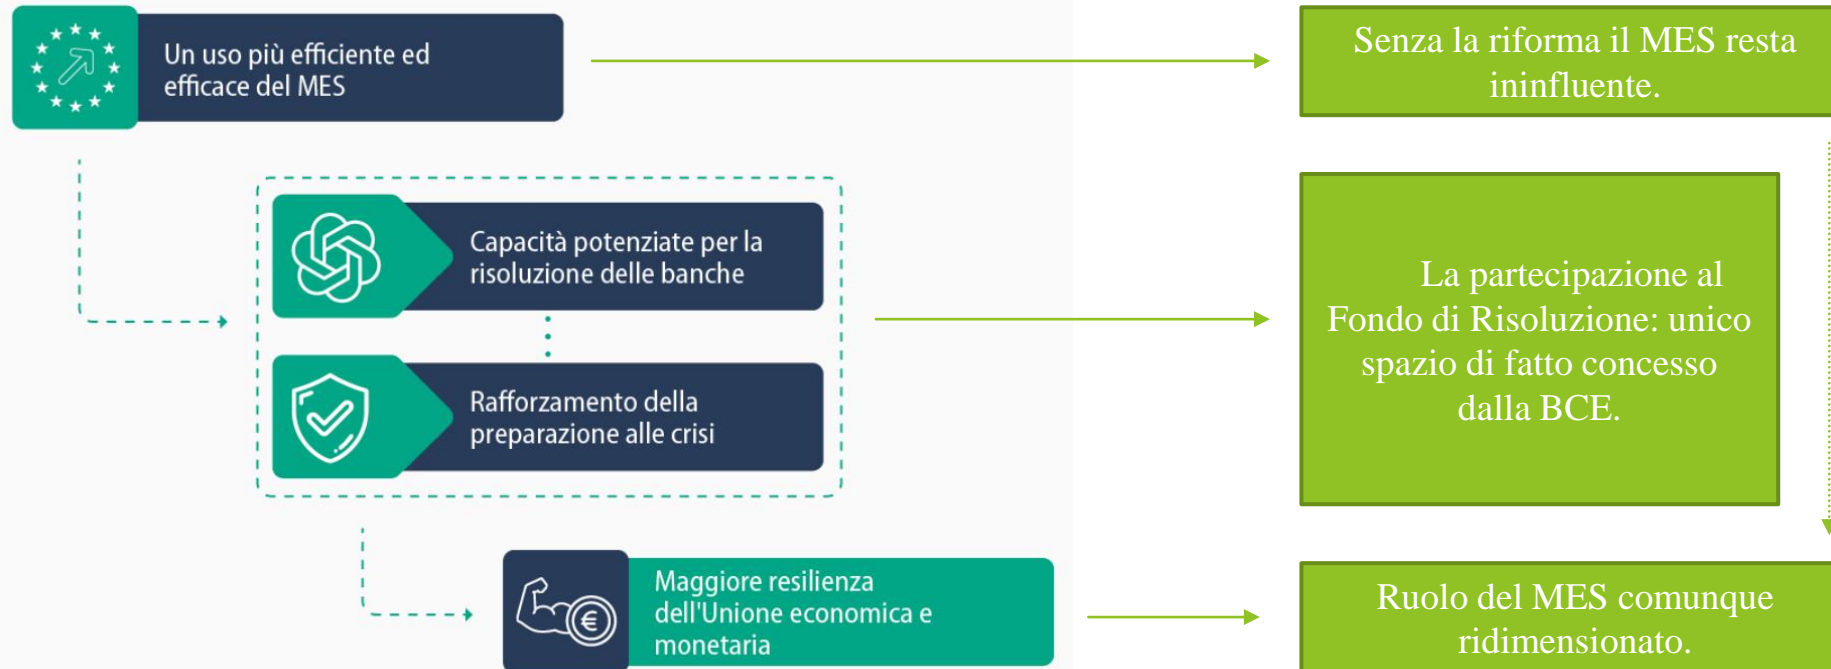 Un uso più efficiente ed
efficace del MES
Senza la riforma il MES resta
ininfluente.
Capacità potenziate per la
risoluzione delle banche
Rafforzamento della
preparazione alle crisi
La partecipazione al
Fondo di Risoluzione: unico
spazio di fatto concesso
dalla BCE.
Maggiore resilienza
dell'Unione economica e
monetaria
Ruolo del MES comunque
ridimensionato.